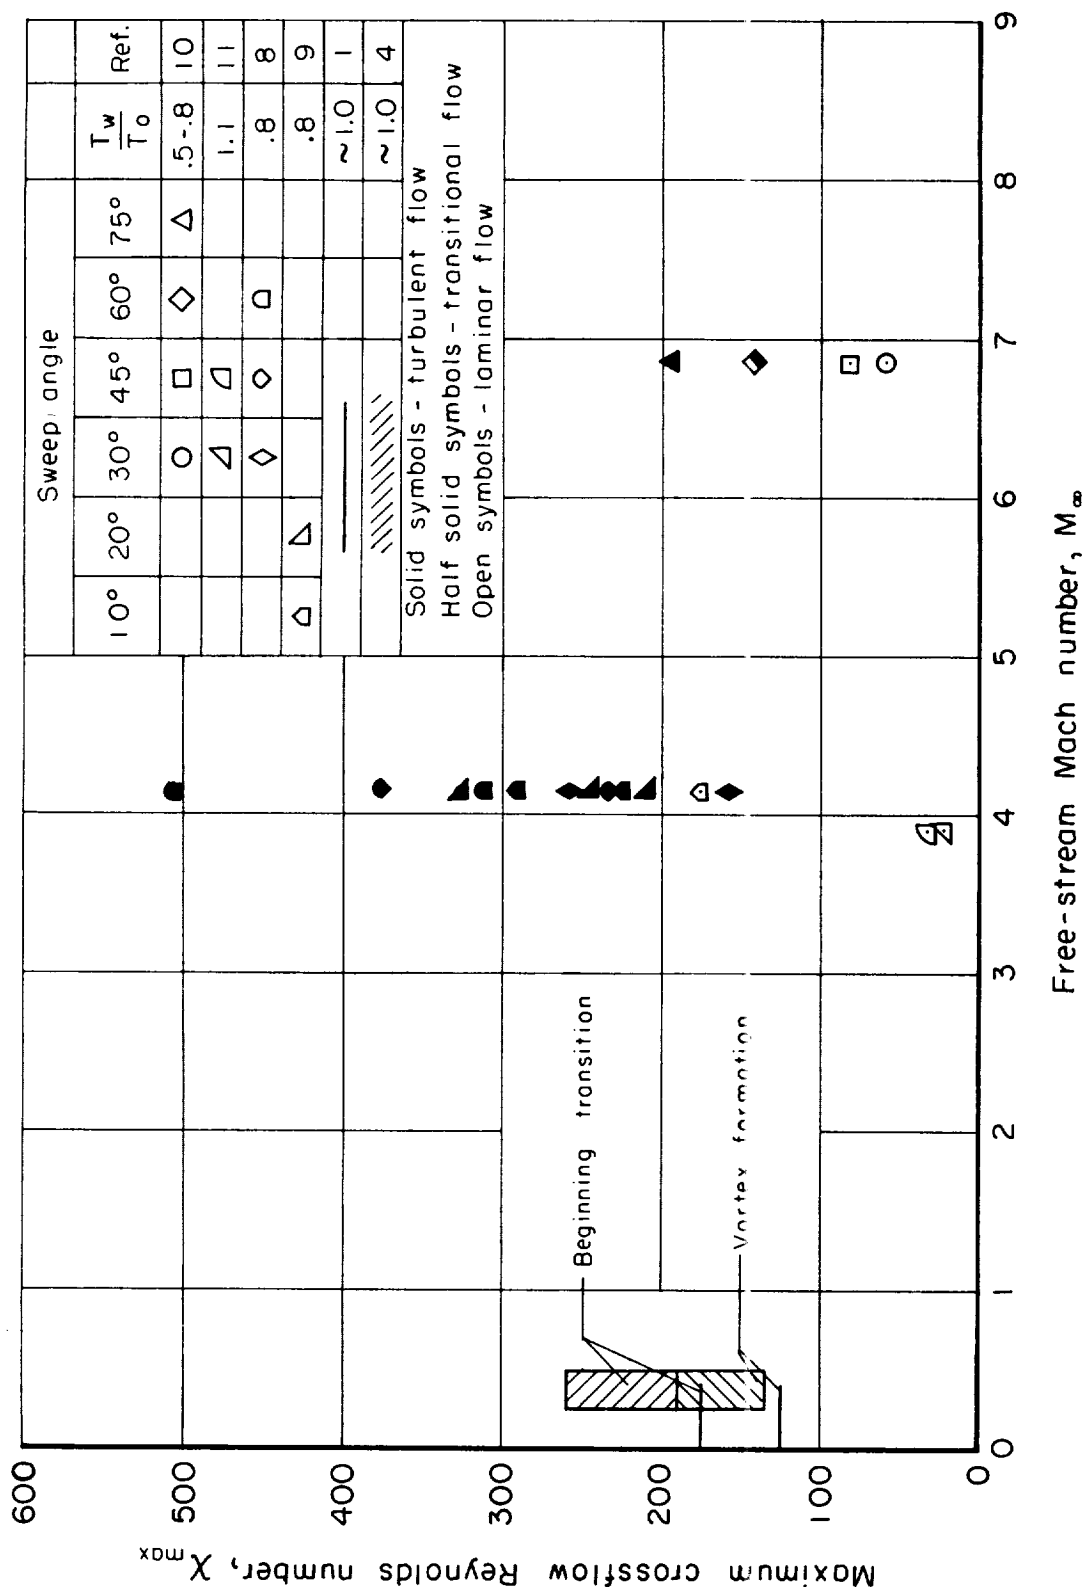 Sweep angle
10° 20° 30° 45° 60° 75° Tw/To Ref.
.5-.8 10
1.1 11
.8 8
.8 9
~1.0 1
~1.0 4
Solid symbols - turbulent flow
Half solid symbols - transitional flow
Open symbols - laminar flow
Beginning transition
Vortex formation
600
500
400
300
200
100
0
Maximum crossflow Reynolds number, χmax
0 1 2 3 4 5 6 7 8 9
Free-stream Mach number, M∞